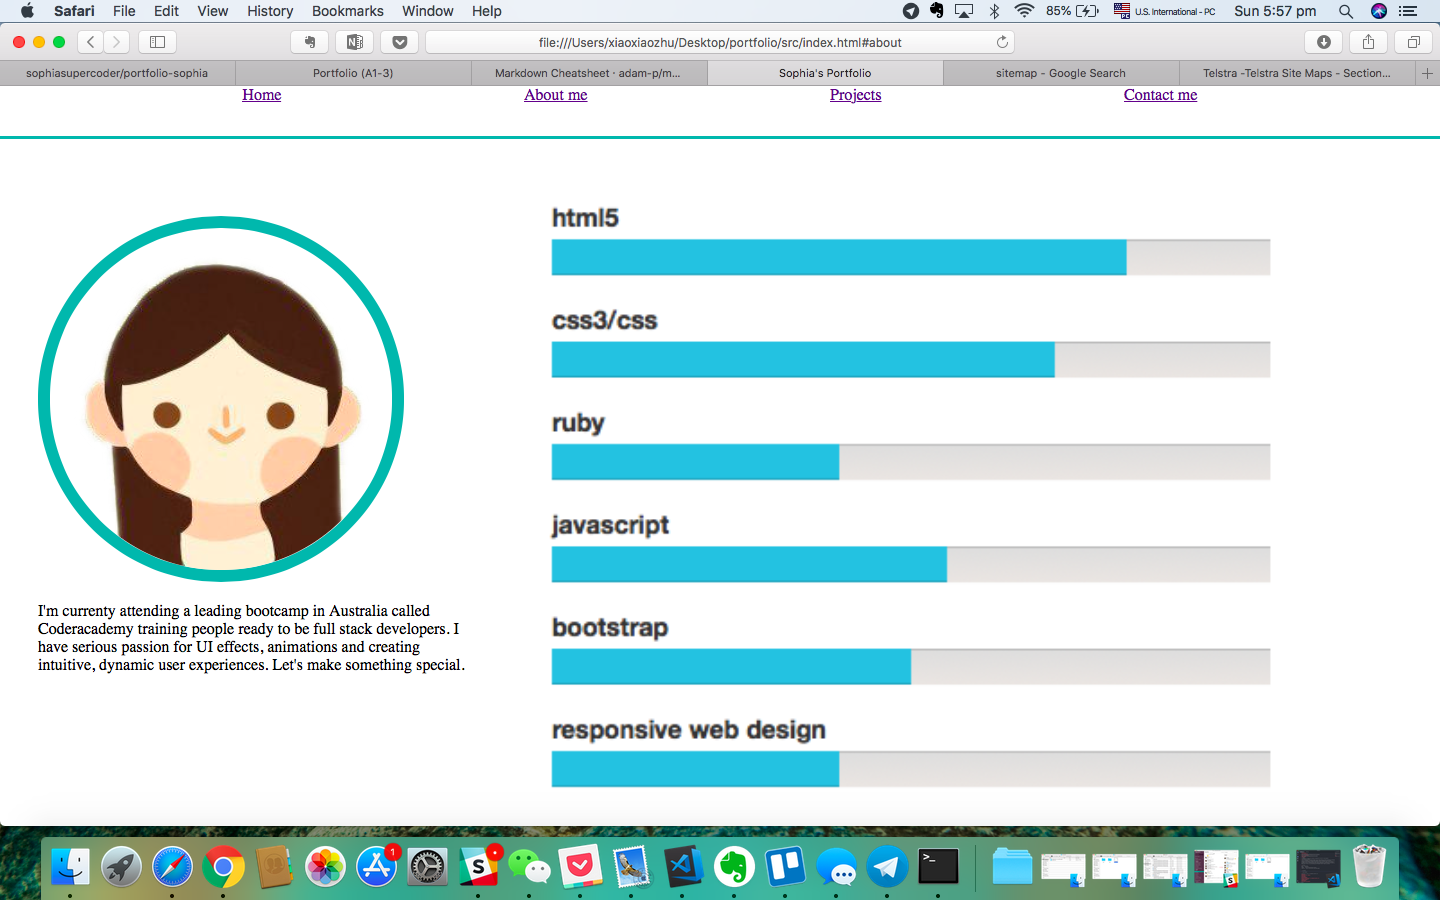 Safari File Edit View History Bookmarks Window Help 85% U.S. International - PC Sun 5:57 pm
file:///Users/xiaoxiaozhu/Desktop/portfolio/src/index.html#about
sophiasupercoder/portfolio-sophia Portfolio (A1-3) Markdown Cheatsheet · adam-p/m... Sophia's Portfolio sitemap - Google Search Telstra -Telstra Site Maps - Section...
Home About me Projects Contact me
html5
css3/css
ruby
javascript
bootstrap
responsive web design
I'm currenty attending a leading bootcamp in Australia called
Coderacademy training people ready to be full stack developers. I
have serious passion for UI effects, animations and creating
intuitive, dynamic user experiences. Let's make something special.
1